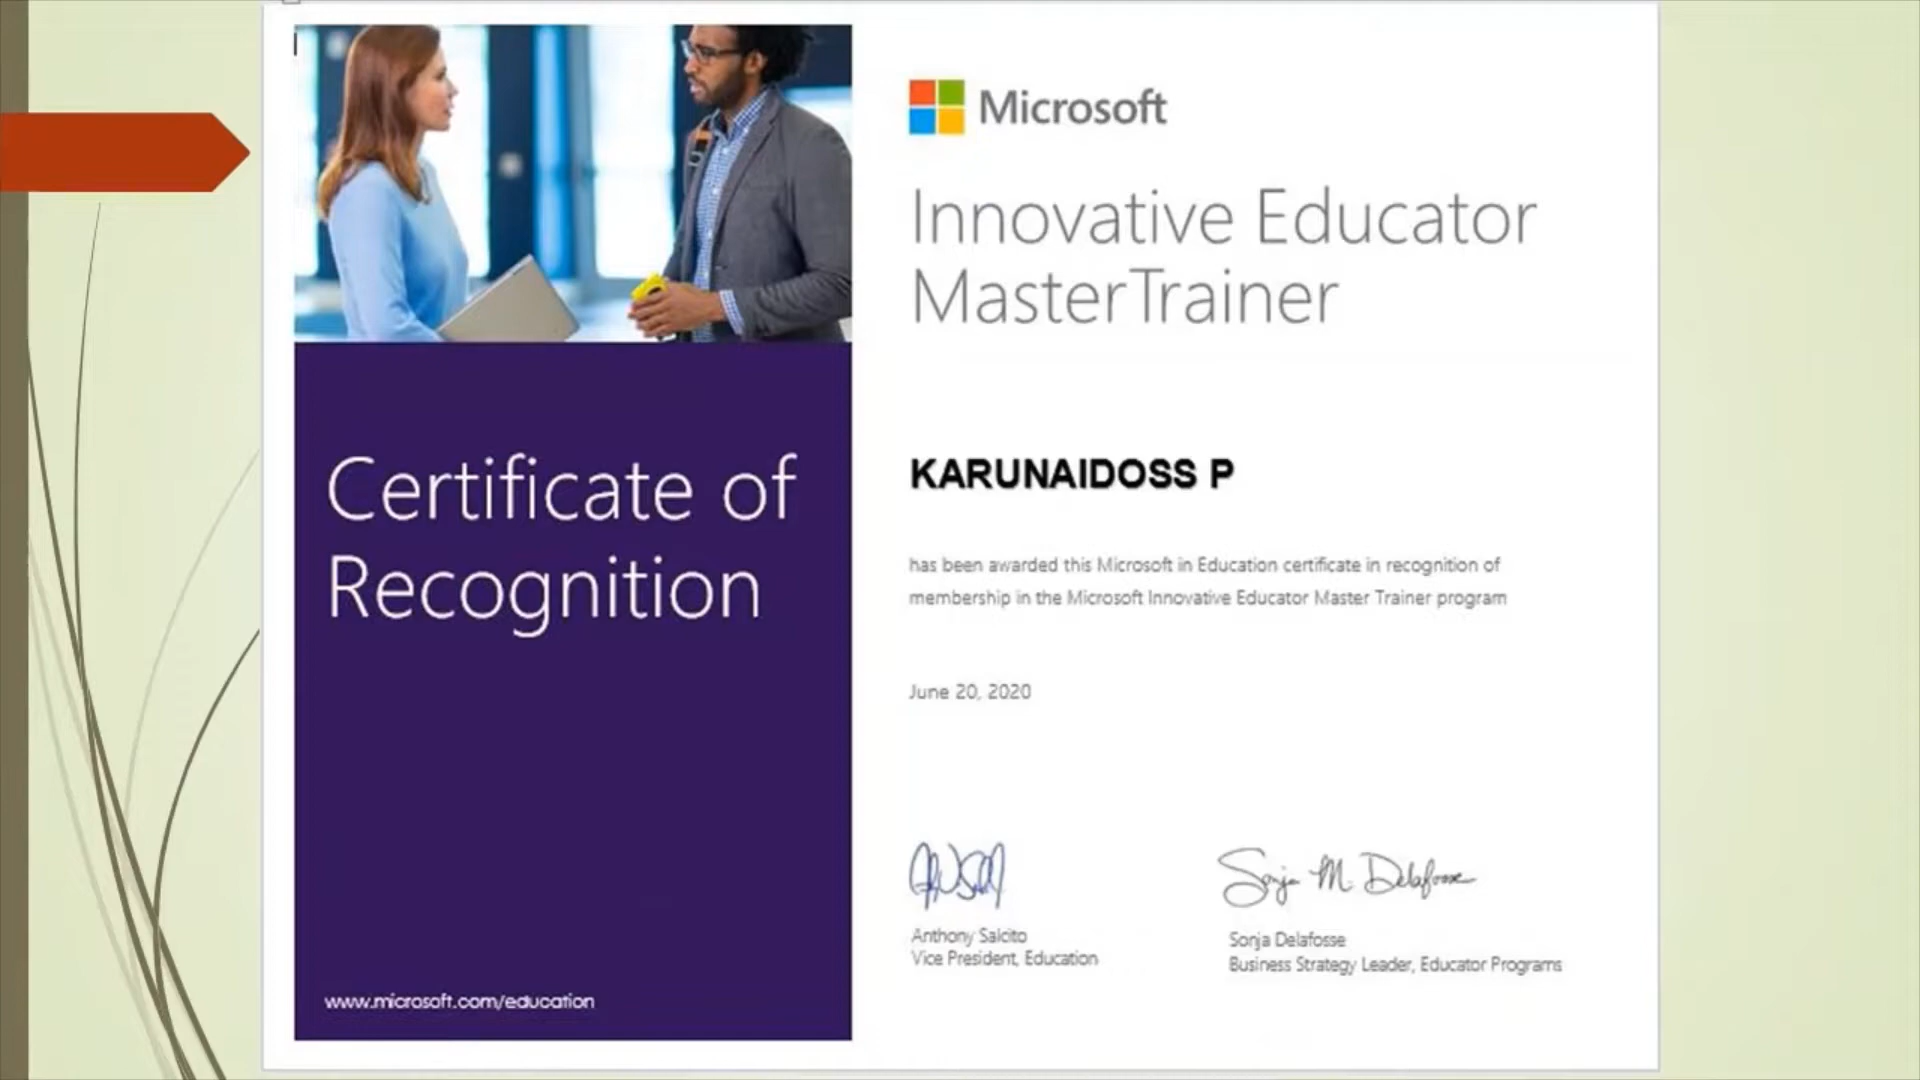 Microsoft
Innovative Educator
MasterTrainer
Certificate of
Recognition
KARUNAIDOSS P
has been awarded this Microsoft in Education certificate in recognition of
membership in the Microsoft Innovative Educator Master Trainer program
June 20, 2020
Sonja M. Delafosse
Anthony Salcito
Vice President, Education
Sonja Delafosse
Business Strategy Leader, Educator Programs
www.microsoft.com/education